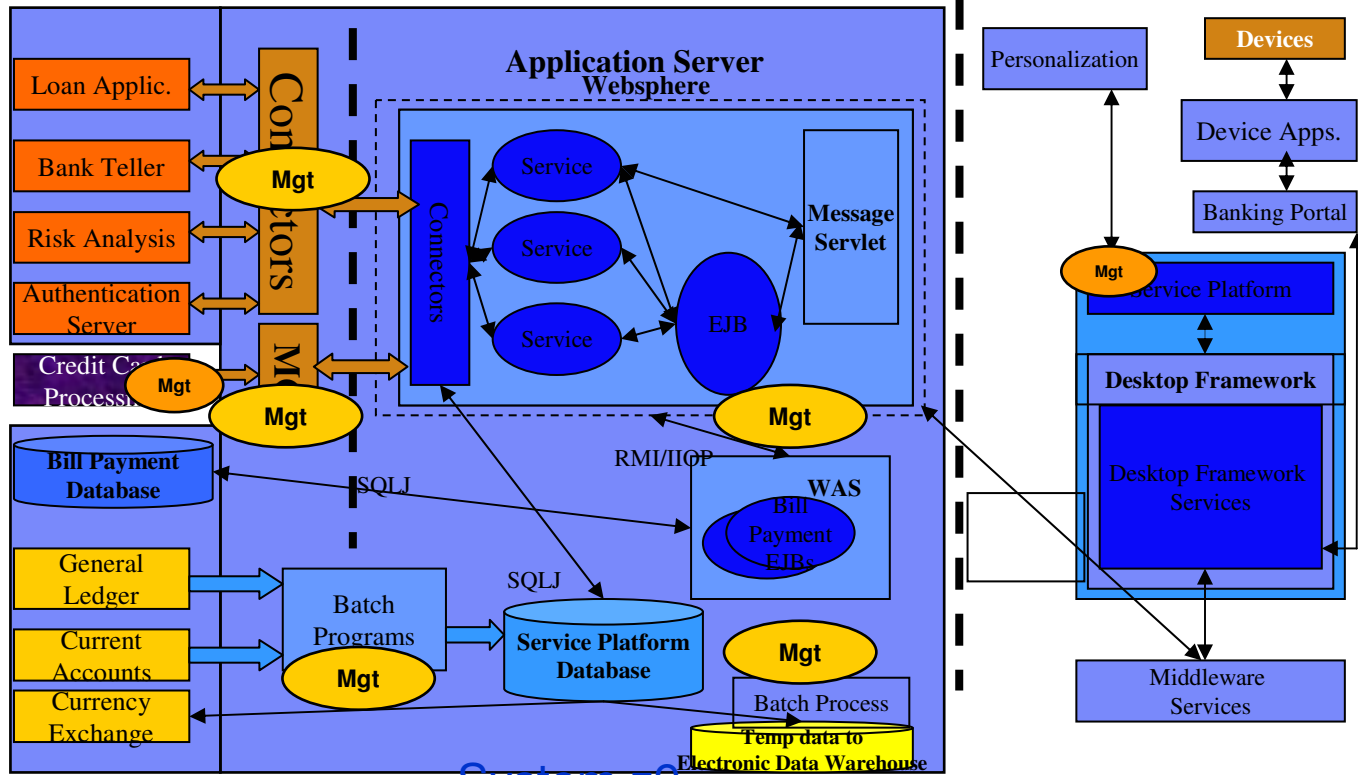 Application Server
Websphere
Loan Applic.
Bank Teller
Risk Analysis
Authentication
Server
Mgt
Connectors
Service
Service
Service
EJB
Message
Servlet
Mgt
Mgt
Mgt
Bill Payment
Database
SQLJ
RMI/IIOP
WAS
Bill
Payment
EJBs
General
Ledger
Current
Accounts
Currency
Exchange
Batch
Programs
Mgt
SQLJ
Service Platform
Database
Mgt
Batch Process
Temp data to
Electronic Data Warehouse
Personalization
Devices
Device Apps.
Banking Portal
Mgt
Service Platform
Desktop Framework
Desktop Framework
Services
Middleware
Services